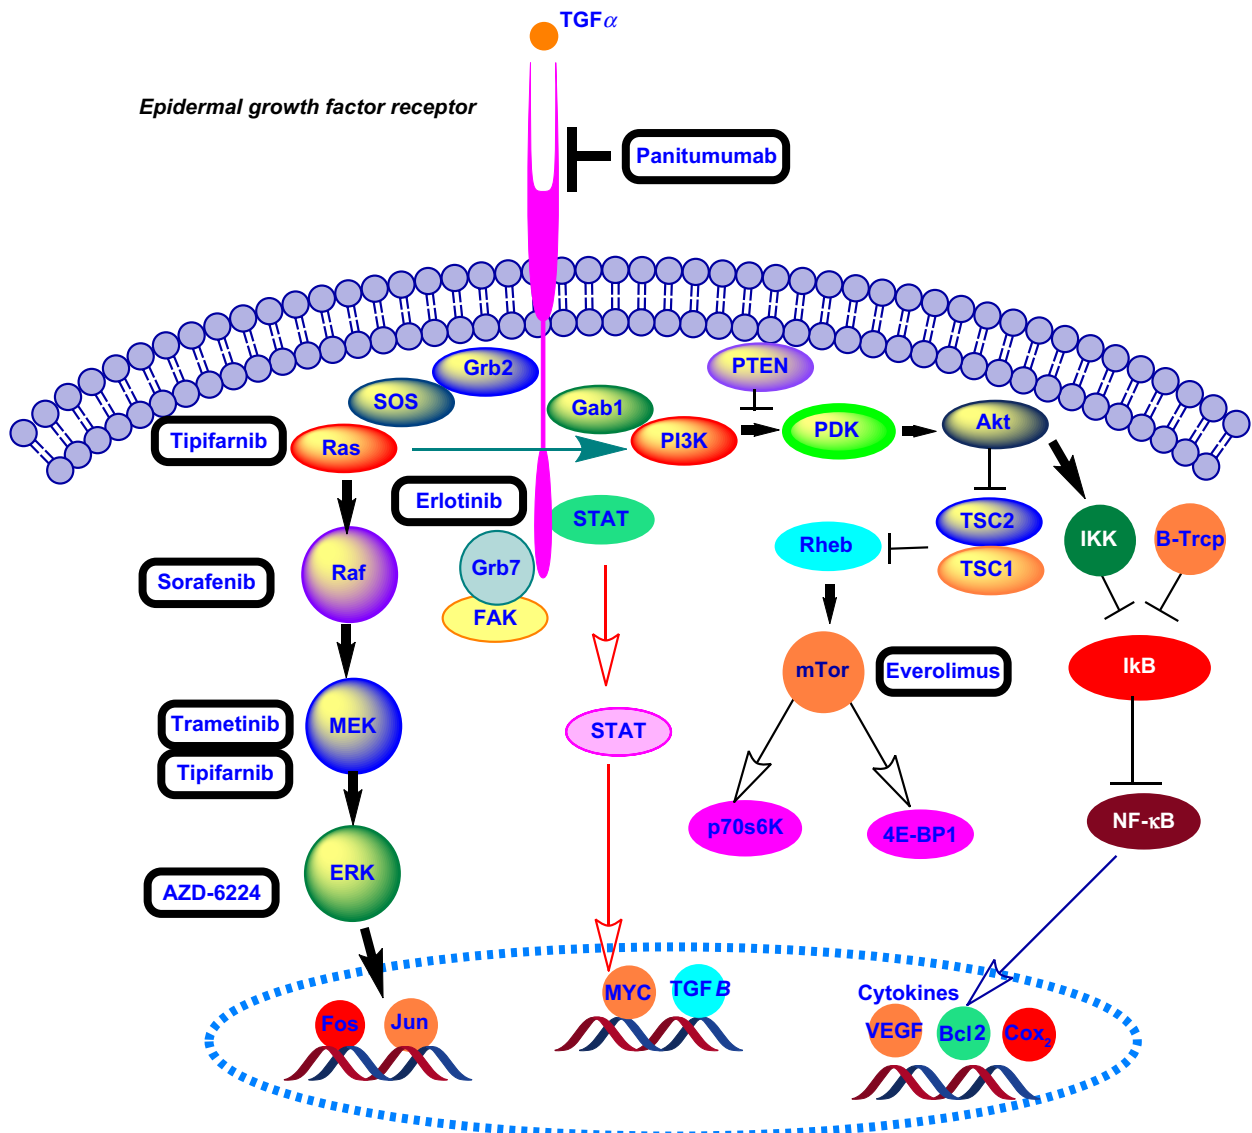 TGFα
Epidermal growth factor receptor
Panitumumab
Grb2
PTEN
SOS
Gab1
Akt
Tipifarnib
Ras
PI3K
PDK
Erlotinib
STAT
TSC2
IKK
B-Trcp
Rheb
TSC1
Sorafenib
Raf
Grb7
FAK
mTor
Everolimus
IkB
Trametinib
MEK
STAT
Tipifarnib
p70s6K
4E-BP1
NF-κB
ERK
AZD-6224
MYC
TGFB
Cytokines
Fos
Jun
VEGF
Bcl2
Cox2